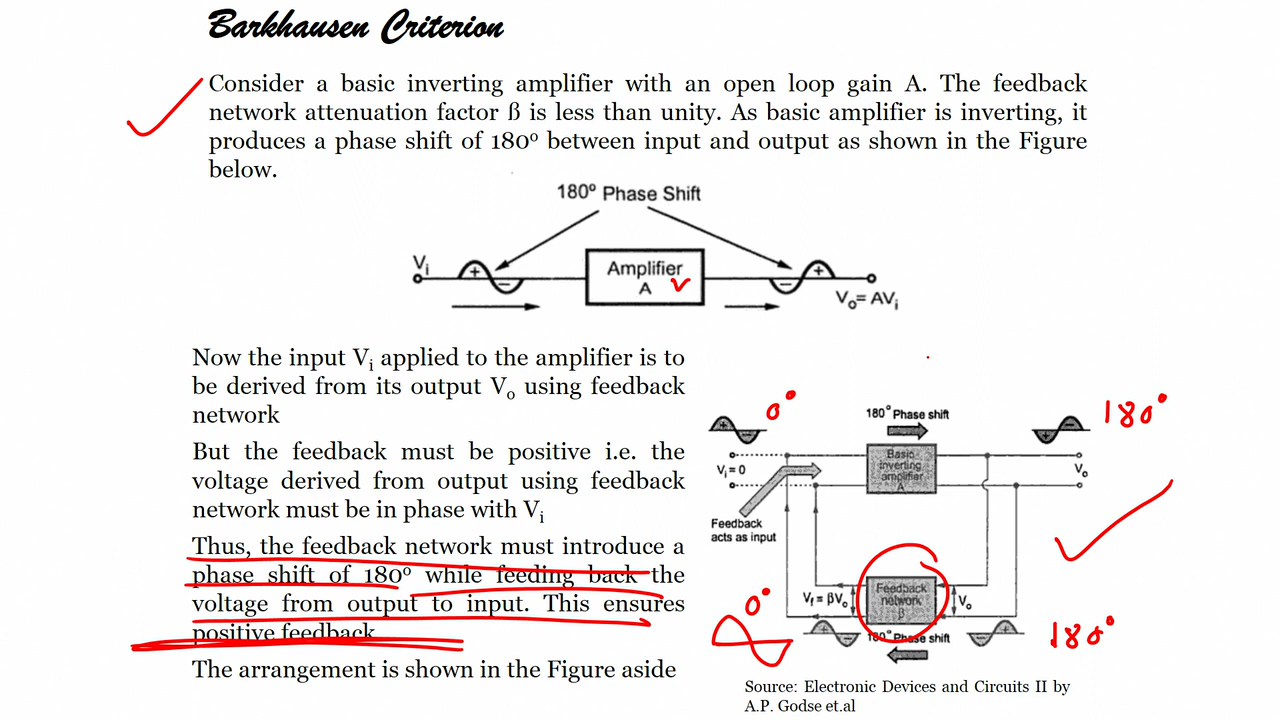 Barkhausen Criterion
Consider a basic inverting amplifier with an open loop gain A. The feedback
network attenuation factor ß is less than unity. As basic amplifier is inverting, it
produces a phase shift of 180⁰ between input and output as shown in the Figure
below.
180⁰ Phase Shift
Vᵢ
+
−
Amplifier
A
−
+
Vₒ= AVᵢ
Now the input Vᵢ applied to the amplifier is to
be derived from its output Vₒ using feedback
network
But the feedback must be positive i.e. the
voltage derived from output using feedback
network must be in phase with Vᵢ
Thus, the feedback network must introduce a
phase shift of 180⁰ while feeding back the
voltage from output to input. This ensures
positive feedback
The arrangement is shown in the Figure aside
0°
180° Phase shift
180°
+
−
+
−
Basic
inverting
amplifier
A
Vᵢ = 0
Vₒ
Feedback
acts as input
Feedback
network
β
Vf = βVₒ
Vₒ
0°
+
−
180° Phase shift
−
+
180°
Source: Electronic Devices and Circuits II by
A.P. Godse et.al